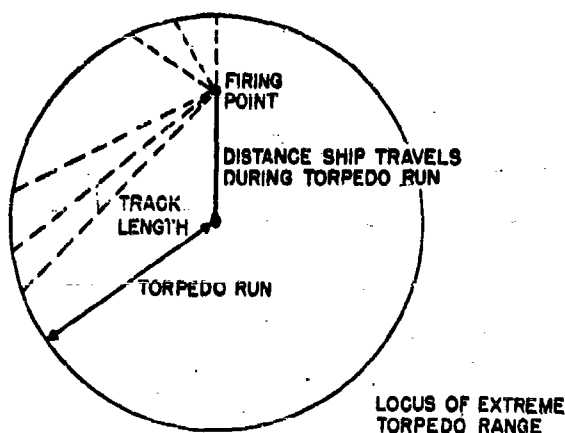 FIRING
POINT
DISTANCE SHIP TRAVELS
DURING TORPEDO RUN
TRACK
LENGTH
TORPEDO RUN
LOCUS OF EXTREME
TORPEDO RANGE